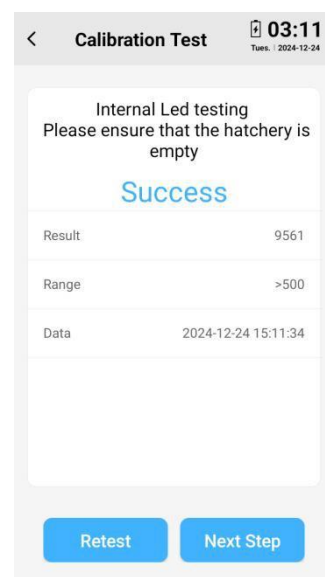 Calibration Test
03:11
Tues. | 2024-12-24
Internal Led testing
Please ensure that the hatchery is
empty
Success
Result 9561
Range >500
Data 2024-12-24 15:11:34
Retest Next Step